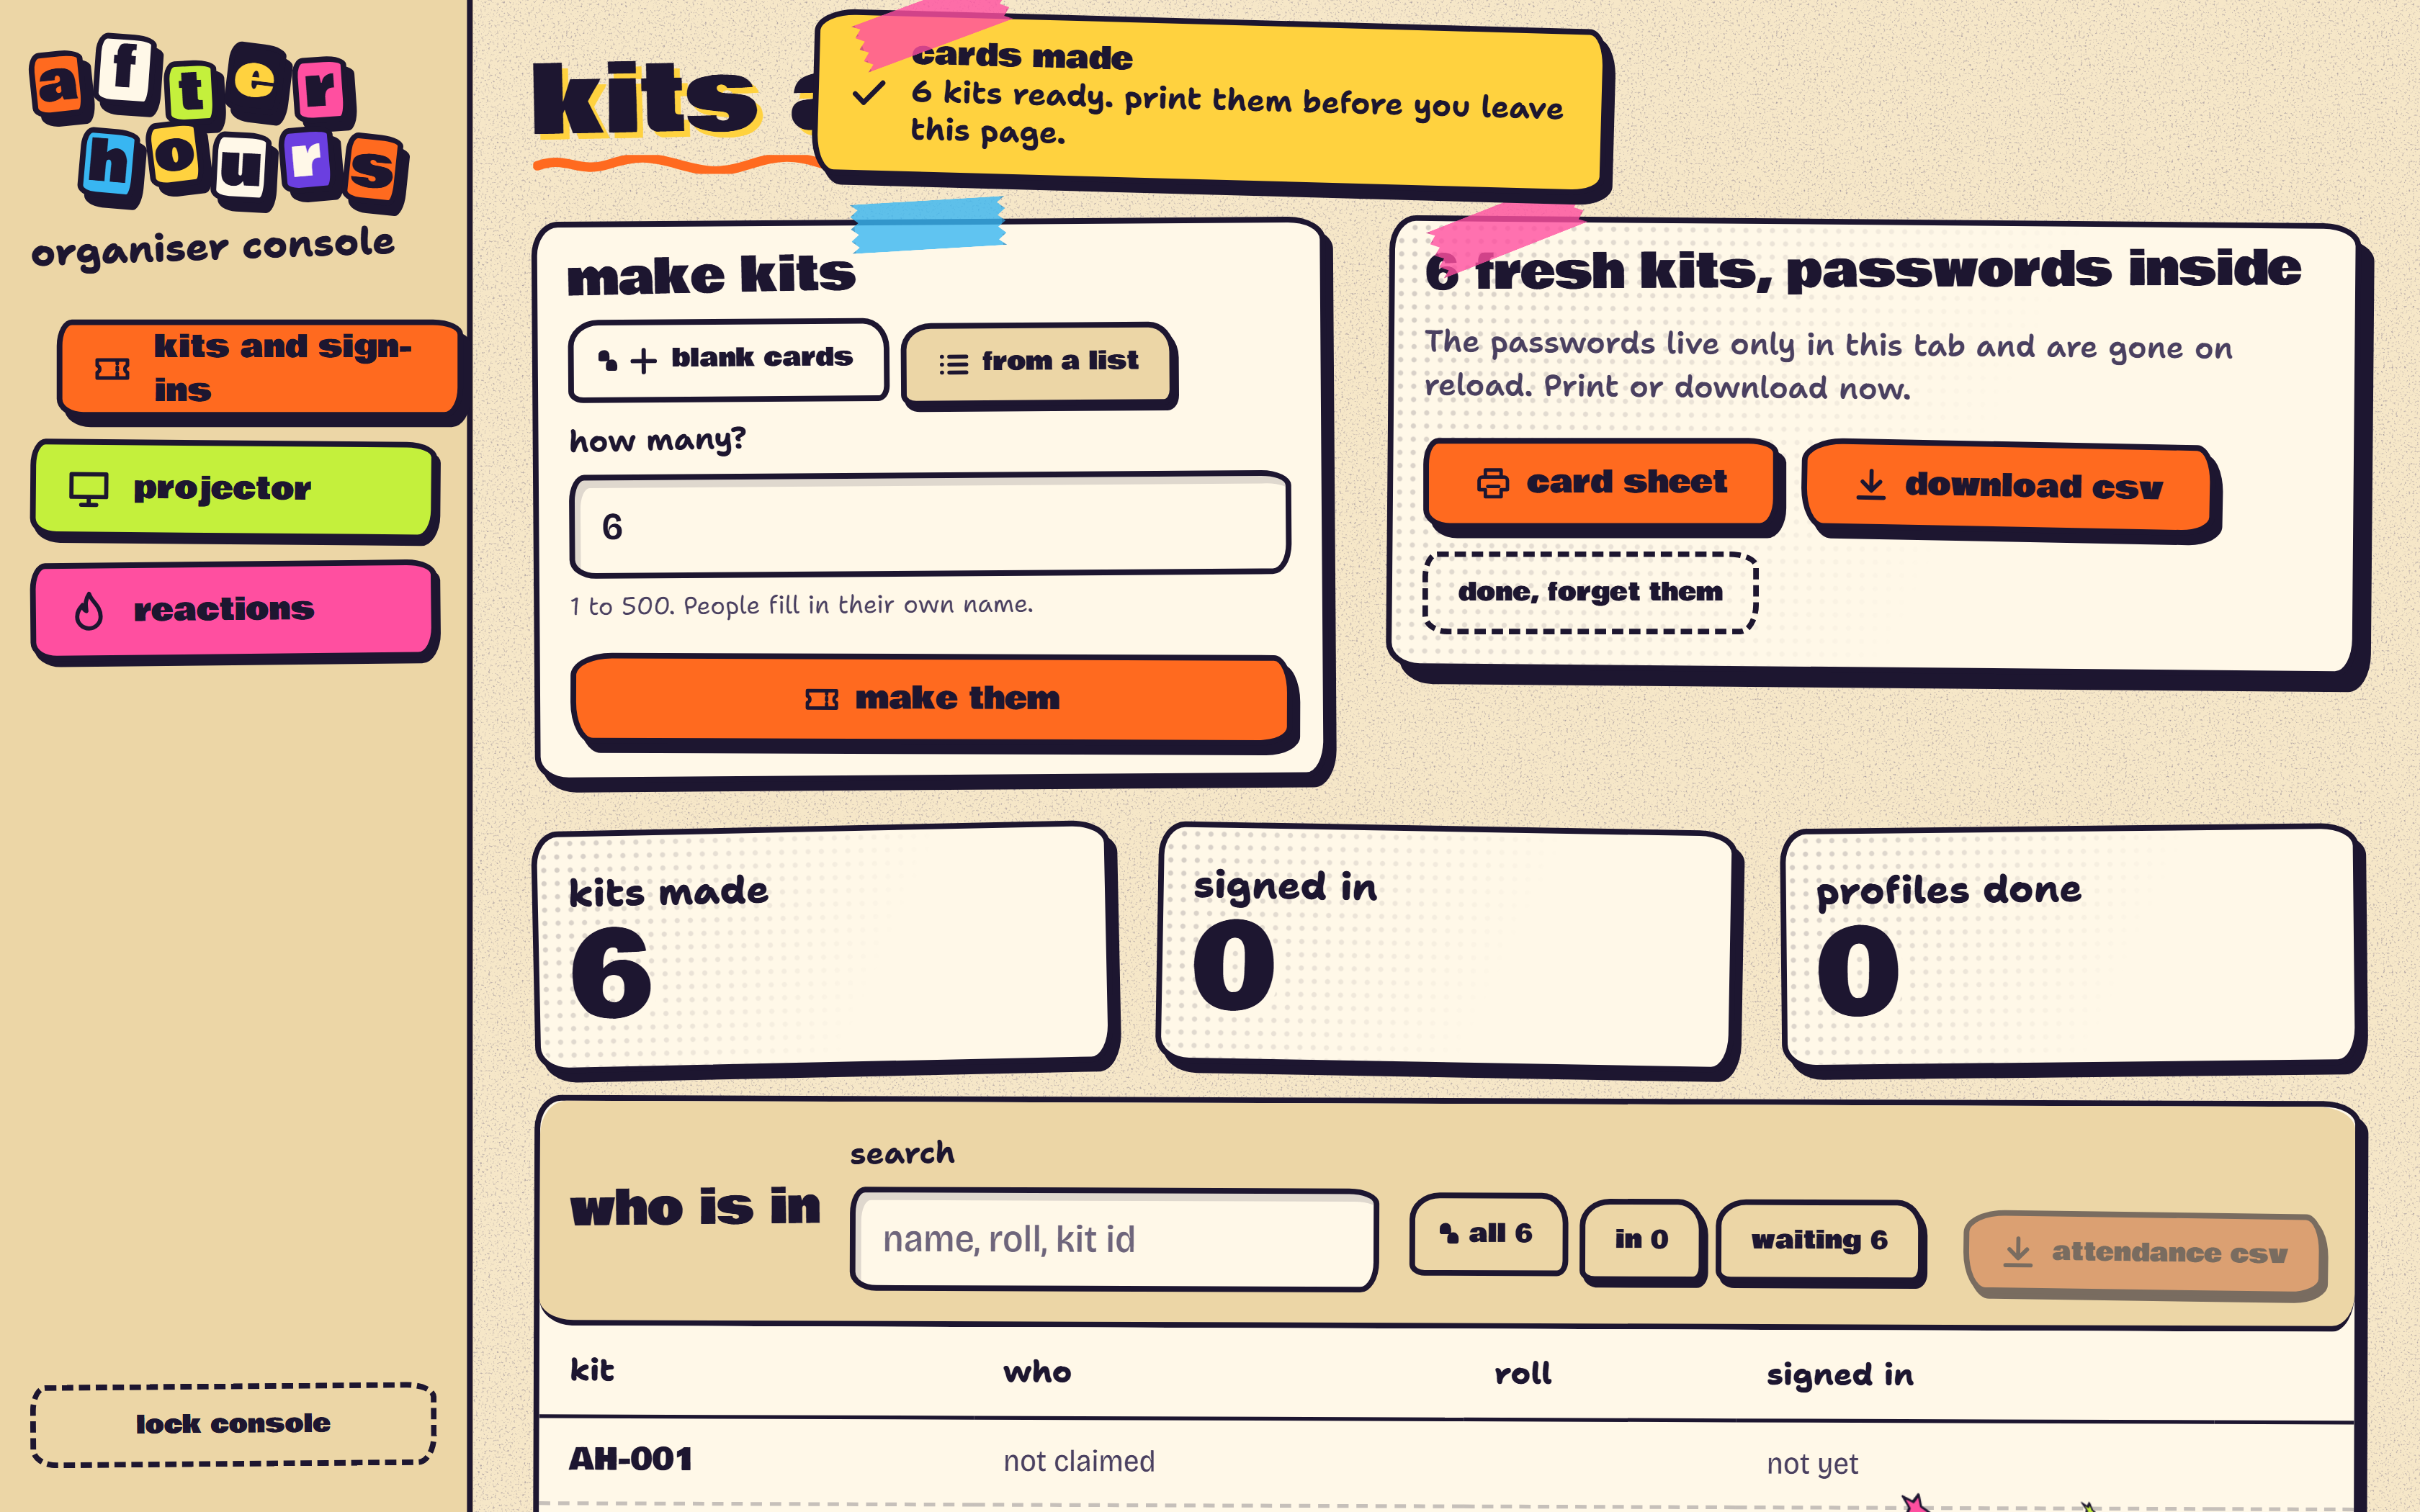 after
hours
organiser console
kits and sign-
ins
projector
reactions
lock console
kits
cards made
6 kits ready. print them before you leave
this page.
make kits
blank cards
from a list
how many?
6
1 to 500. People fill in their own name.
make them
6 fresh kits, passwords inside
The passwords live only in this tab and are gone on
reload. Print or download now.
card sheet
download csv
done, forget them
kits made
6
signed in
0
profiles done
0
who is in
search
name, roll, kit id
all 6
in 0
waiting 6
attendance csv
kit who roll signed in
AH-001 not claimed not yet